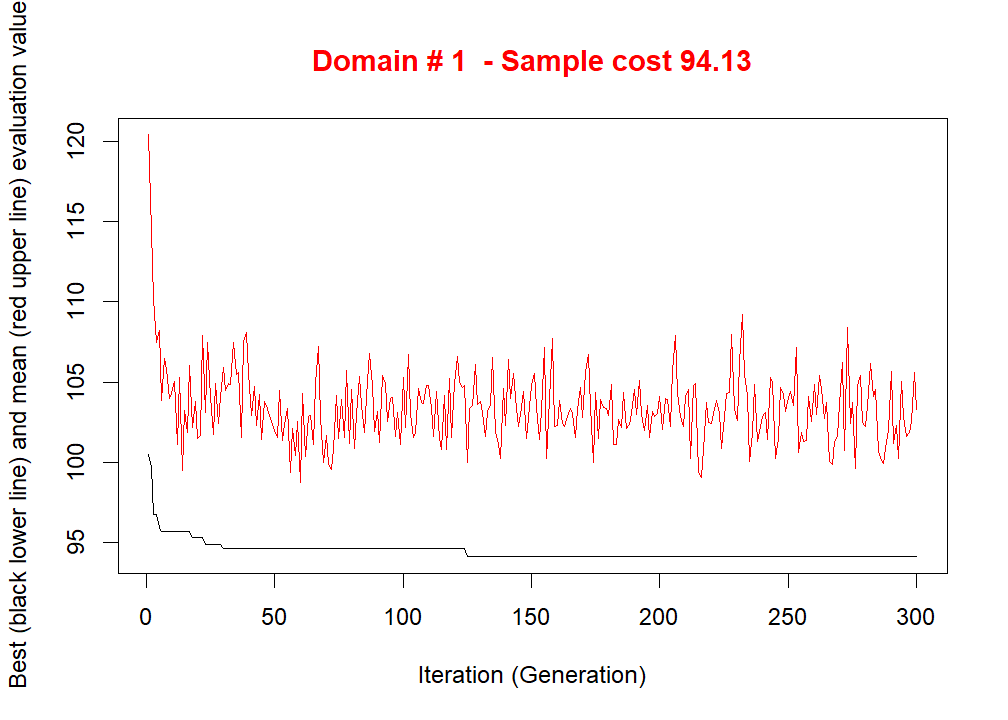 Domain # 1  - Sample cost 94.13
Best (black lower line) and mean (red upper line) evaluation value
120
115
110
105
100
95
0 50 100 150 200 250 300
Iteration (Generation)